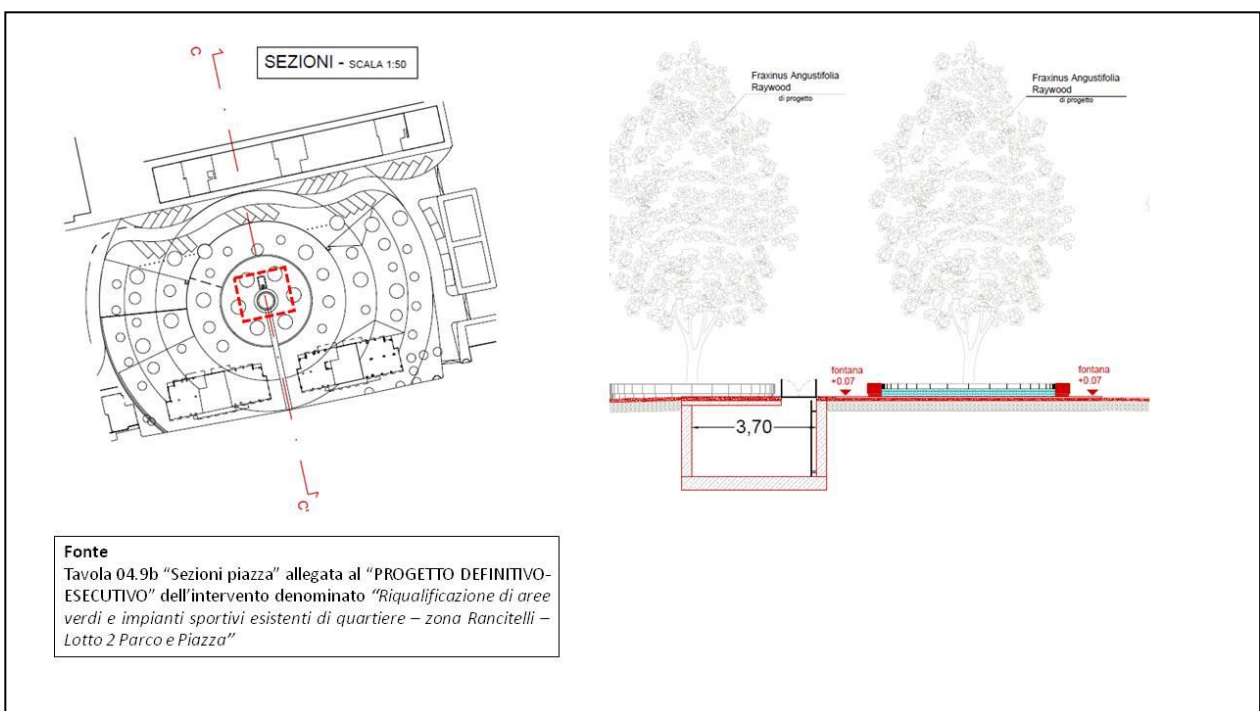 C
SEZIONI - SCALA 1:50
C'
Fraxinus Angustifolia
Raywood
di progetto
Fraxinus Angustifolia
Raywood
di progetto
fontana
+0.07
fontana
+0.07
3,70
Fonte
Tavola 04.9b “Sezioni piazza” allegata al “PROGETTO DEFINITIVO-
ESECUTIVO” dell’intervento denominato “Riqualificazione di aree
verdi e impianti sportivi esistenti di quartiere – zona Rancitelli –
Lotto 2 Parco e Piazza”